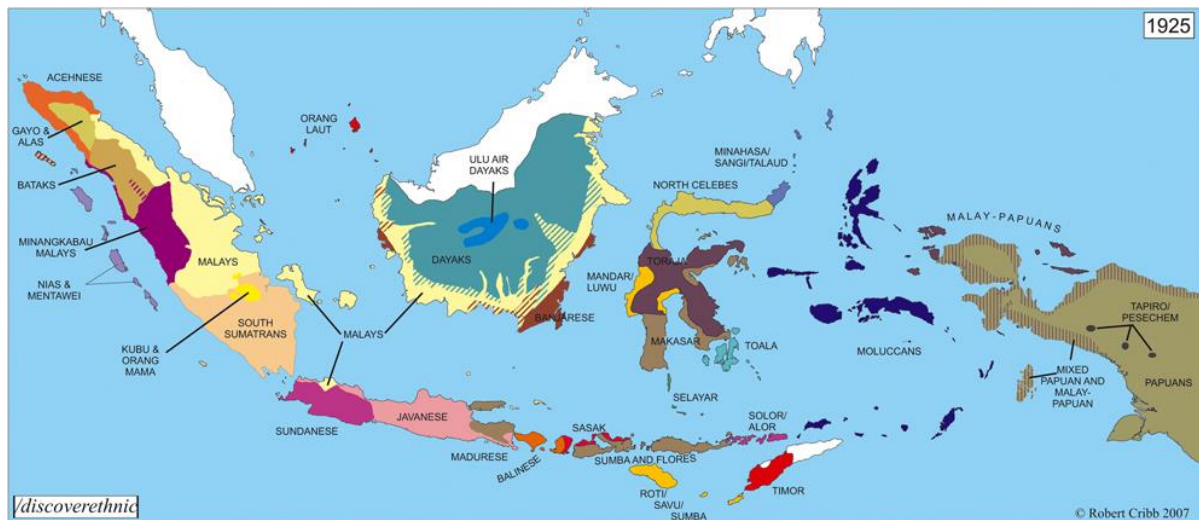 1925
ACEHNESE
GAYO &
ALAS
BATAKS
MINANGKABAU
MALAYS
NIAS &
MENTAWEI
MALAYS
KUBU &
ORANG
MAMA
SOUTH
SUMATRANS
ORANG
LAUT
ULU AIR
DAYAKS
DAYAKS
MALAYS
BANJARESE
SUNDANESE
JAVANESE
MADURESE
BALINESE
SASAK
SUMBA AND FLORES
ROTI/
SAVU/
SUMBA
SOLOR/
ALOR
TIMOR
MINAHASA/
SANGI/TALAUD
NORTH CELEBES
TORAJA
MANDAR/
LUWU
MAKASAR
TOALA
SELAYAR
MOLUCCANS
MALAY-PAPUANS
TAPIRO/
PESECHEM
MIXED
PAPUAN AND
MALAY-
PAPUAN
PAPUANS
/discoverethnic
© Robert Cribb 2007